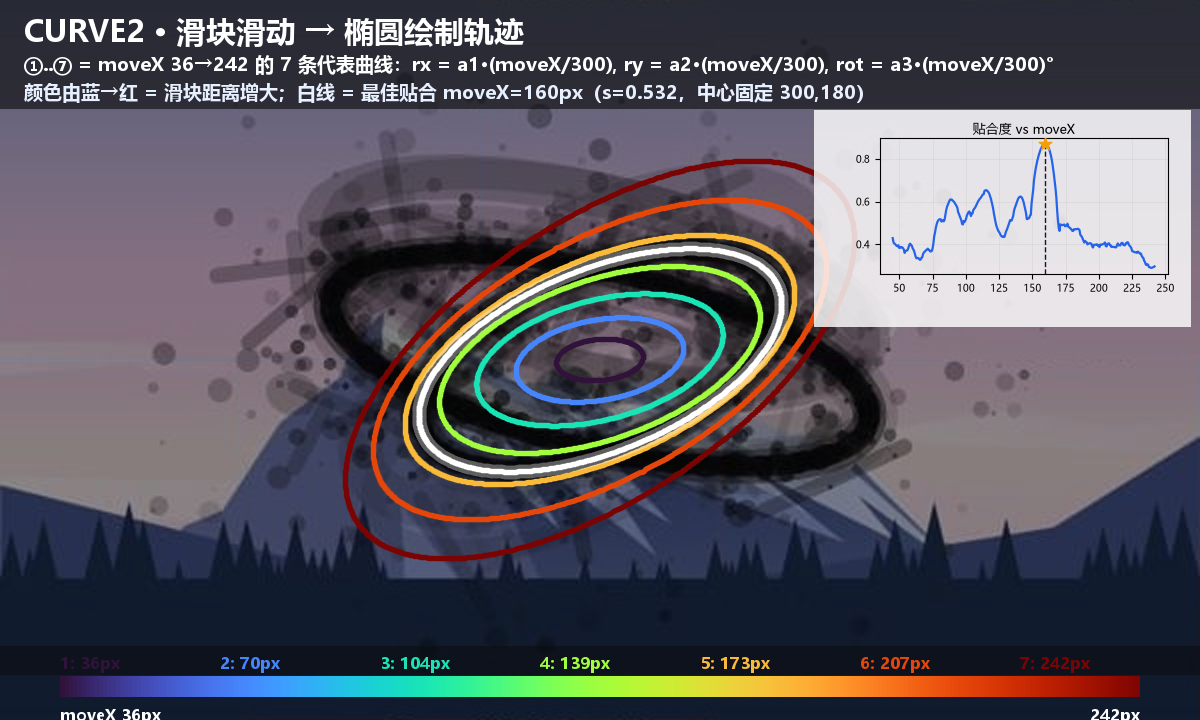 CURVE2 • 滑块滑动 → 椭圆绘制轨迹
①..⑦ = moveX 36→242 的 7 条代表曲线：rx = a1•(moveX/300), ry = a2•(moveX/300), rot = a3•(moveX/300)°
颜色由蓝→红 = 滑块距离增大；白线 = 最佳贴合 moveX=160px（s=0.532，中心固定 300,180）
贴合度 vs moveX
0.8
0.6
0.4
50 75 100 125 150 175 200 225 250
1: 36px 2: 70px 3: 104px 4: 139px 5: 173px 6: 207px 7: 242px
moveX 36px 242px